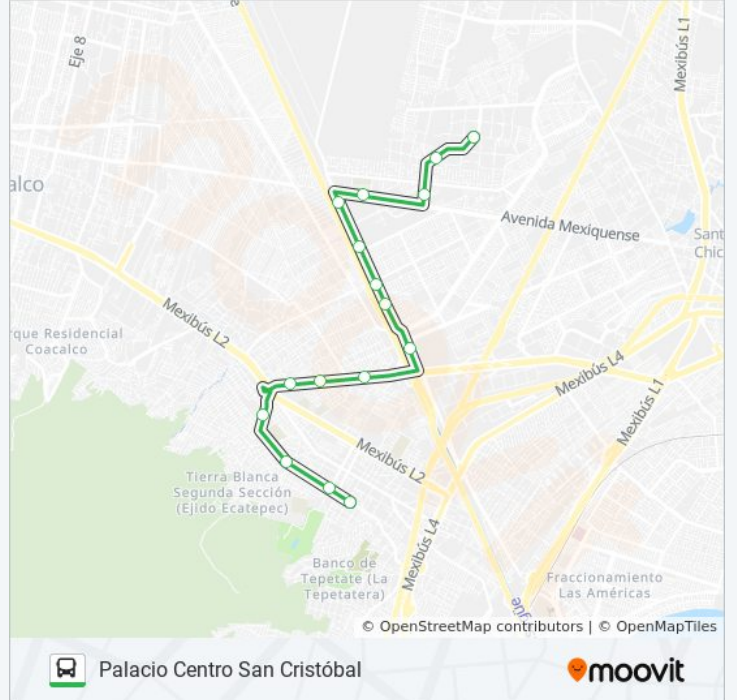 Eje 8
Mexibús L1
alco
Avenida Mexiquense
Sant
Chic
Mexibús L2
rque Residencial
Coacalco
Mexibús L4
Mexibús L1
Mexibús L2
Tierra Blanca
Segunda Sección
(Ejido Ecatepec)
Mexibús L4
Banco de
Tepetate (La
Tepetatera)
Fraccionamiento
Las Américas
güe
© OpenStreetMap contributors | © OpenMapTiles
Palacio Centro San Cristóbal
moovit